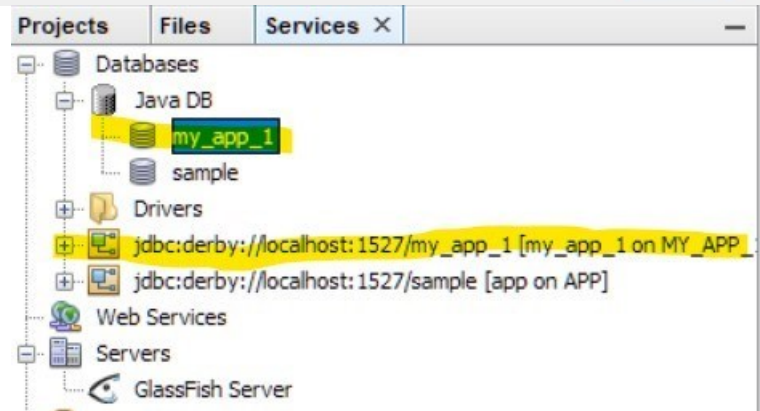 Projects Files Services
Databases
Java DB
my_app_1
sample
Drivers
jdbc:derby://localhost:1527/my_app_1 [my_app_1 on MY_APP_
jdbc:derby://localhost:1527/sample [app on APP]
Web Services
Servers
GlassFish Server